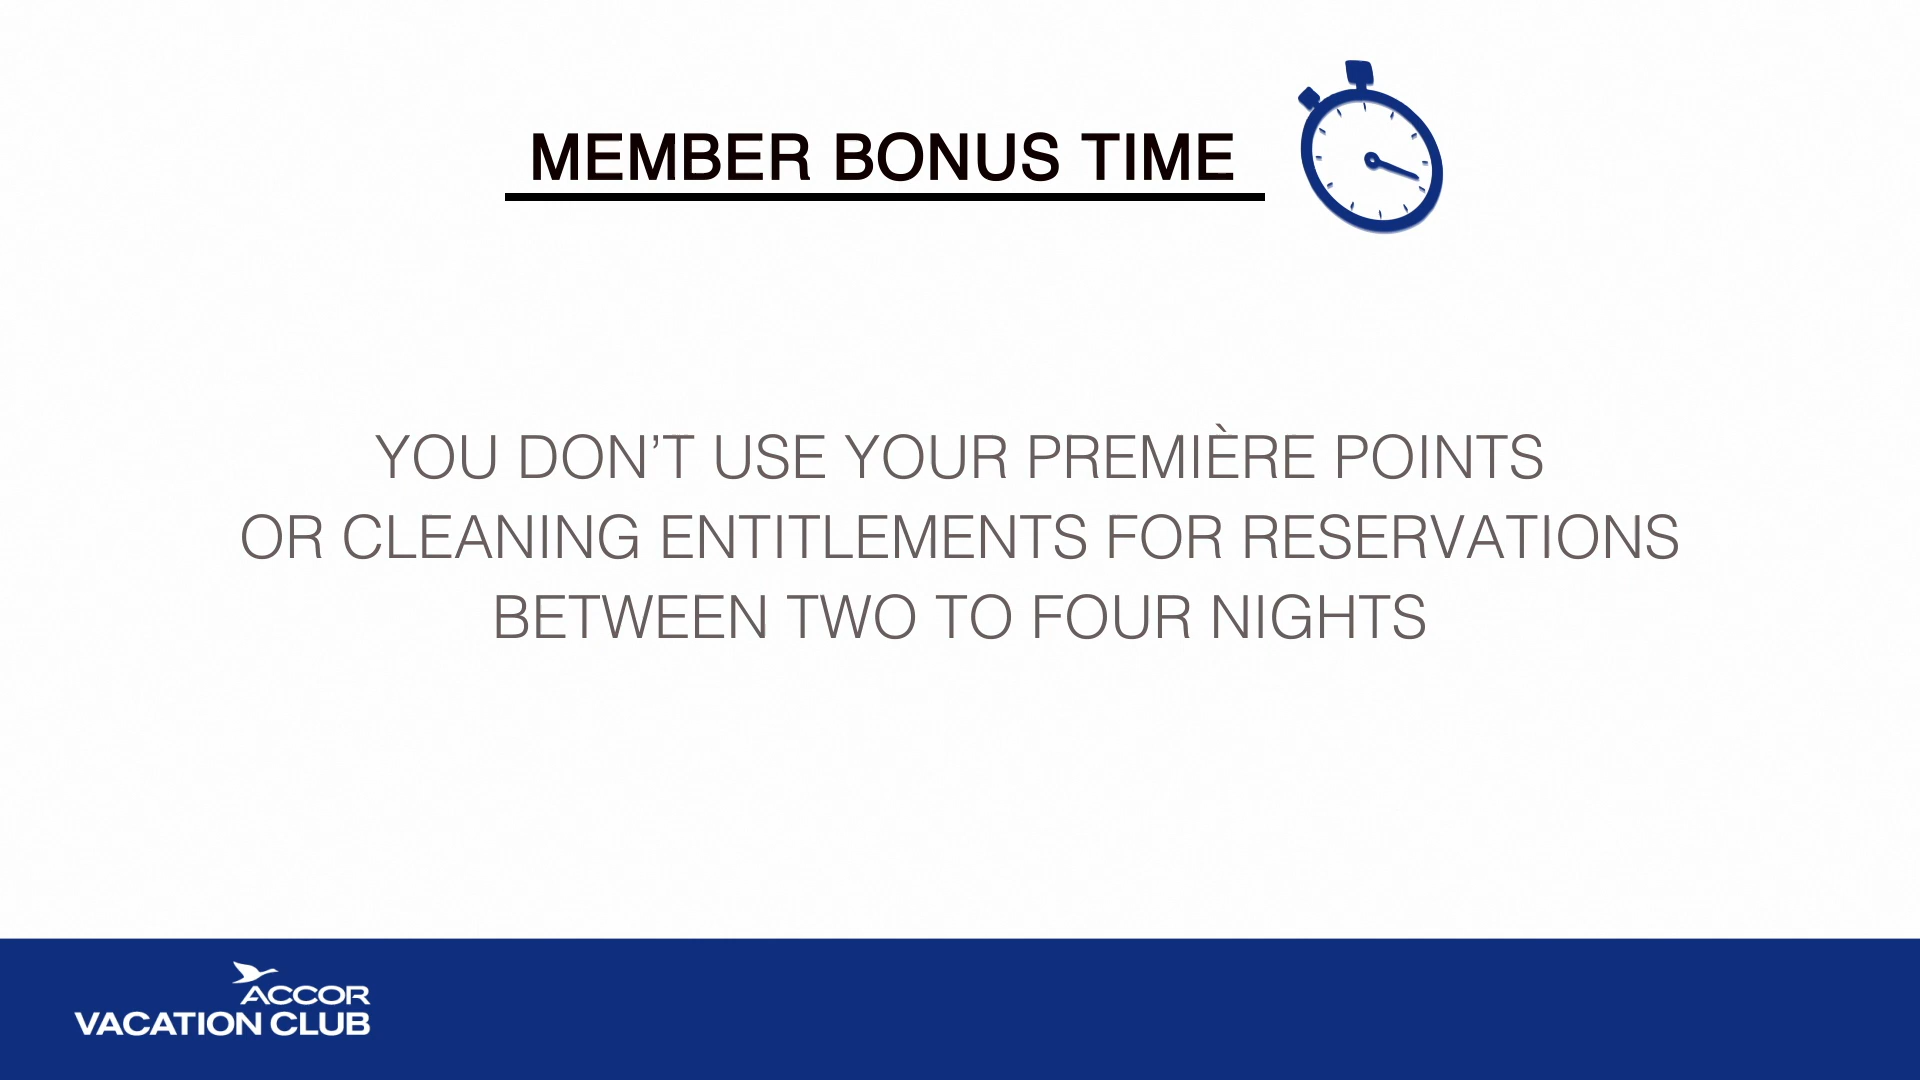 MEMBER BONUS TIME
YOU DON’T USE YOUR PREMIÈRE POINTS
OR CLEANING ENTITLEMENTS FOR RESERVATIONS
BETWEEN TWO TO FOUR NIGHTS
ACCOR
VACATION CLUB